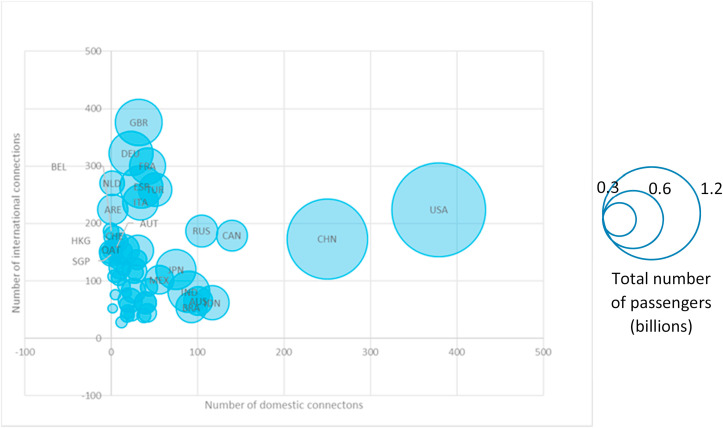 500
400
300
200
100
0
-100
Number of international connections
GBR
DEU
FRA
BEL
NLD
ESP
TUR
ITA
ARE
AUT
HKG
QAT
SGP
RUS
CAN
JPN
MEX
IND
AUS
BRA
CHN
USA
-100
0
100
200
300
400
500
Number of domestic connectons
0.3
0.6
1.2
Total number
of passengers
(billions)